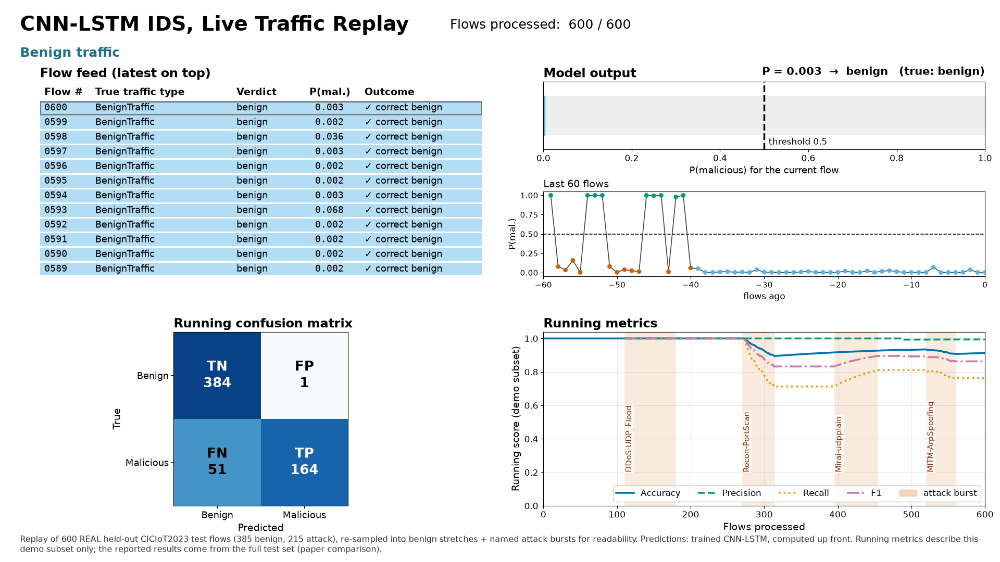 CNN-LSTM IDS, Live Traffic Replay
Flows processed:  600 / 600
Benign traffic
Flow feed (latest on top)
Flow # True traffic type Verdict P(mal.) Outcome
0600 BenignTraffic benign 0.003 ✓ correct benign
0599 BenignTraffic benign 0.002 ✓ correct benign
0598 BenignTraffic benign 0.036 ✓ correct benign
0597 BenignTraffic benign 0.003 ✓ correct benign
0596 BenignTraffic benign 0.002 ✓ correct benign
0595 BenignTraffic benign 0.002 ✓ correct benign
0594 BenignTraffic benign 0.003 ✓ correct benign
0593 BenignTraffic benign 0.068 ✓ correct benign
0592 BenignTraffic benign 0.002 ✓ correct benign
0591 BenignTraffic benign 0.002 ✓ correct benign
0590 BenignTraffic benign 0.002 ✓ correct benign
0589 BenignTraffic benign 0.002 ✓ correct benign
Model output
P = 0.003 → benign (true: benign)
threshold 0.5
0.0 0.2 0.4 0.6 0.8 1.0
P(malicious) for the current flow
Last 60 flows
P(mal.)
1.00
0.75
0.50
0.25
0.00
−60 −50 −40 −30 −20 −10 0
flows ago
Running confusion matrix
True
Benign
Malicious
TN
384
FP
1
FN
51
TP
164
Benign Malicious
Predicted
Running metrics
Running score (demo subset)
1.0
0.8
0.6
0.4
0.2
0.0
DDoS-UDP_Flood
Recon-PortScan
Mirai-udpplain
MITM-ArpSpoofing
Accuracy Precision Recall F1 attack burst
0 100 200 300 400 500 600
Flows processed
Replay of 600 REAL held-out CICIoT2023 test flows (385 benign, 215 attack), re-sampled into benign stretches + named attack bursts for readability. Predictions: trained CNN-LSTM, computed up front. Running metrics describe this
demo subset only; the reported results come from the full test set (paper comparison).